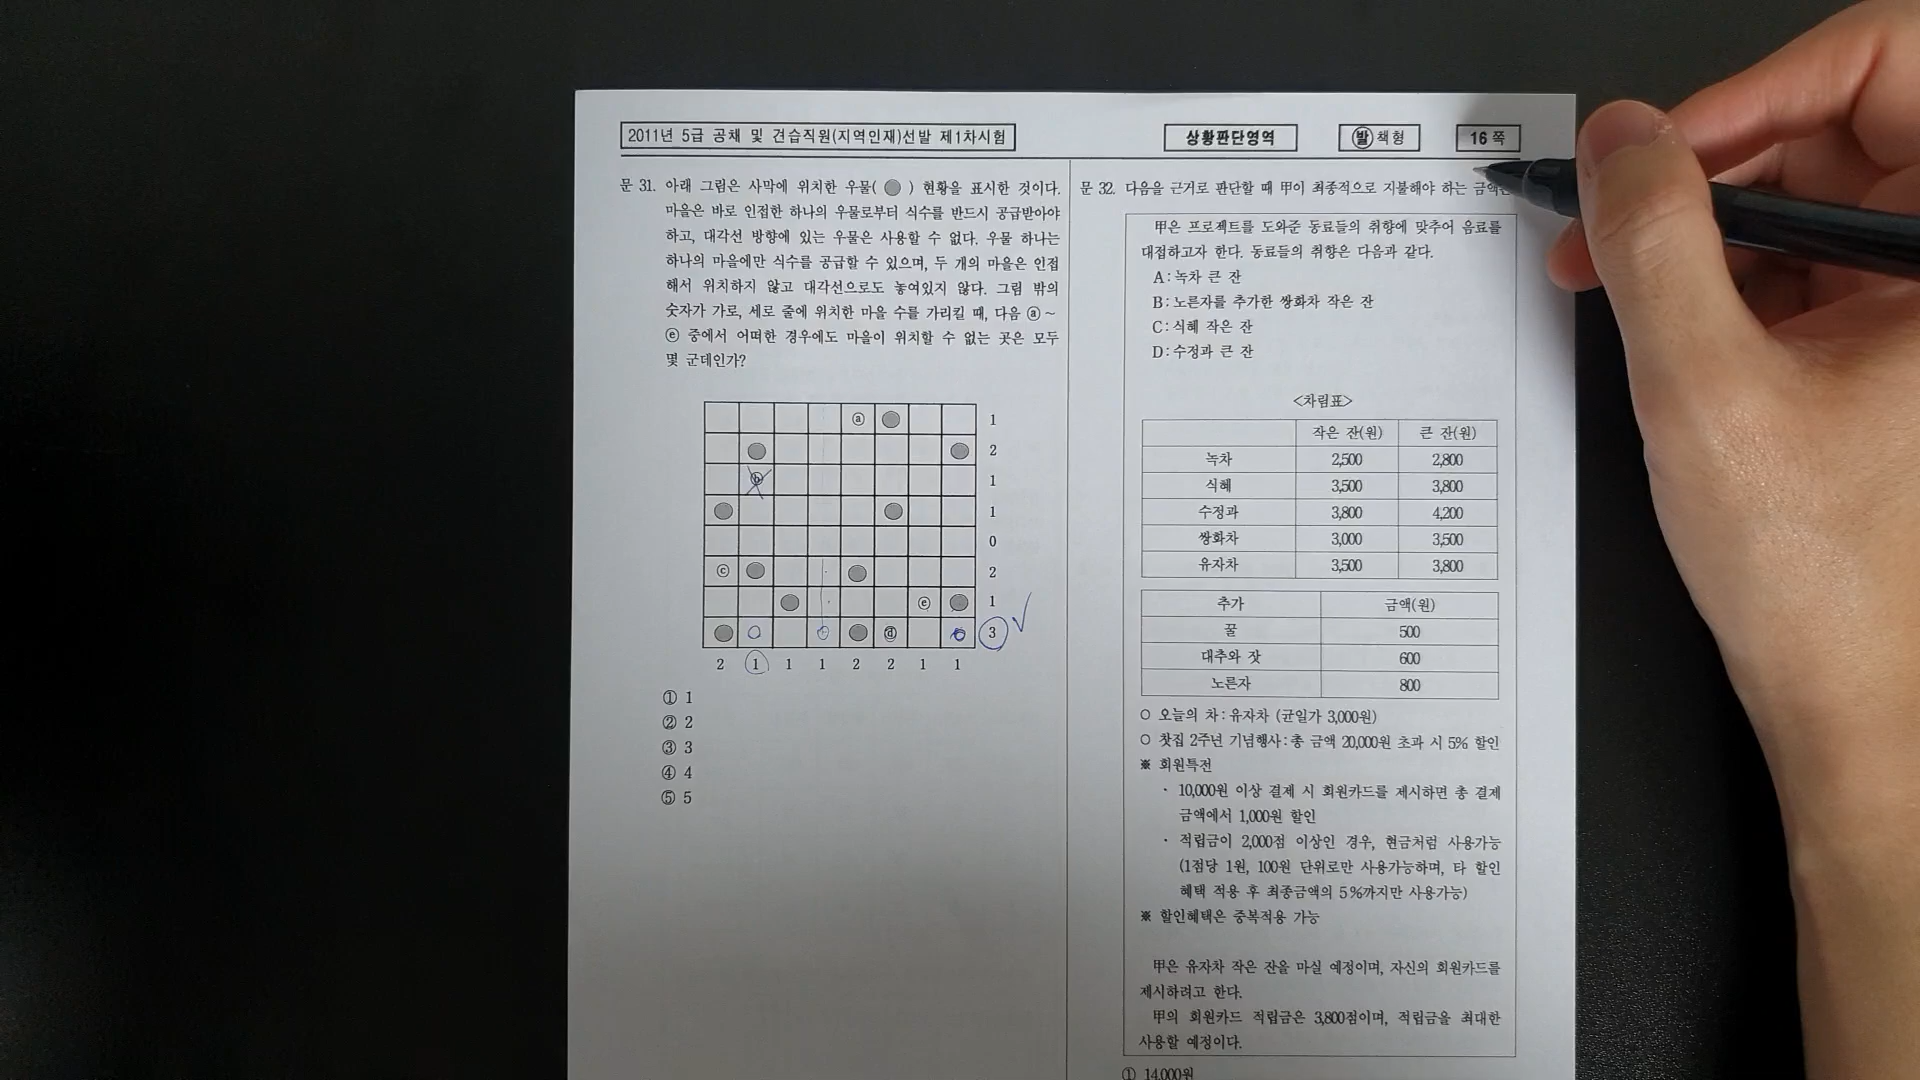 2011년 5급 공채 및 견습직원(지역인재)선발 제1차시험
상황판단영역
발 책형
16 쪽
문 31. 아래 그림은 사막에 위치한 우물( ) 현황을 표시한 것이다.
마을은 바로 인접한 하나의 우물로부터 식수를 반드시 공급받아야
하고, 대각선 방향에 있는 우물은 사용할 수 없다. 우물 하나는
하나의 마을에만 식수를 공급할 수 있으며, 두 개의 마을은 인접
해서 위치하지 않고 대각선으로도 놓여있지 않다. 그림 밖의
숫자가 가로, 세로 줄에 위치한 마을 수를 가리킬 때, 다음 ⓐ ~
ⓔ 중에서 어떠한 경우에도 마을이 위치할 수 없는 곳은 모두
몇 군데인가?
ⓐ 1
2
ⓑ 1
1
0
ⓒ 2
ⓔ 1
ⓓ 3
2 1 1 1 2 2 1 1
① 1
② 2
③ 3
④ 4
⑤ 5
문 32. 다음을 근거로 판단할 때 甲이 최종적으로 지불해야 하는 금액은
甲은 프로젝트를 도와준 동료들의 취향에 맞추어 음료를
대접하고자 한다. 동료들의 취향은 다음과 같다.
A : 녹차 큰 잔
B : 노른자를 추가한 쌍화차 작은 잔
C : 식혜 작은 잔
D : 수정과 큰 잔
<차림표>
작은 잔(원) 큰 잔(원)
녹차 2,500 2,800
식혜 3,500 3,800
수정과 3,800 4,200
쌍화차 3,000 3,500
유자차 3,500 3,800
추가 금액(원)
꿀 500
대추와 잣 600
노른자 800
○ 오늘의 차 : 유자차 (균일가 3,000원)
○ 찻집 2주년 기념행사 : 총 금액 20,000원 초과 시 5% 할인
※ 회원특전
· 10,000원 이상 결제 시 회원카드를 제시하면 총 결제
금액에서 1,000원 할인
· 적립금이 2,000점 이상인 경우, 현금처럼 사용가능
(1점당 1원, 100원 단위로만 사용가능하며, 타 할인
혜택 적용 후 최종금액의 5%까지만 사용가능)
※ 할인혜택은 중복적용 가능
甲은 유자차 작은 잔을 마실 예정이며, 자신의 회원카드를
제시하려고 한다.
甲의 회원카드 적립금은 3,800점이며, 적립금을 최대한
사용할 예정이다.
① 14,000원